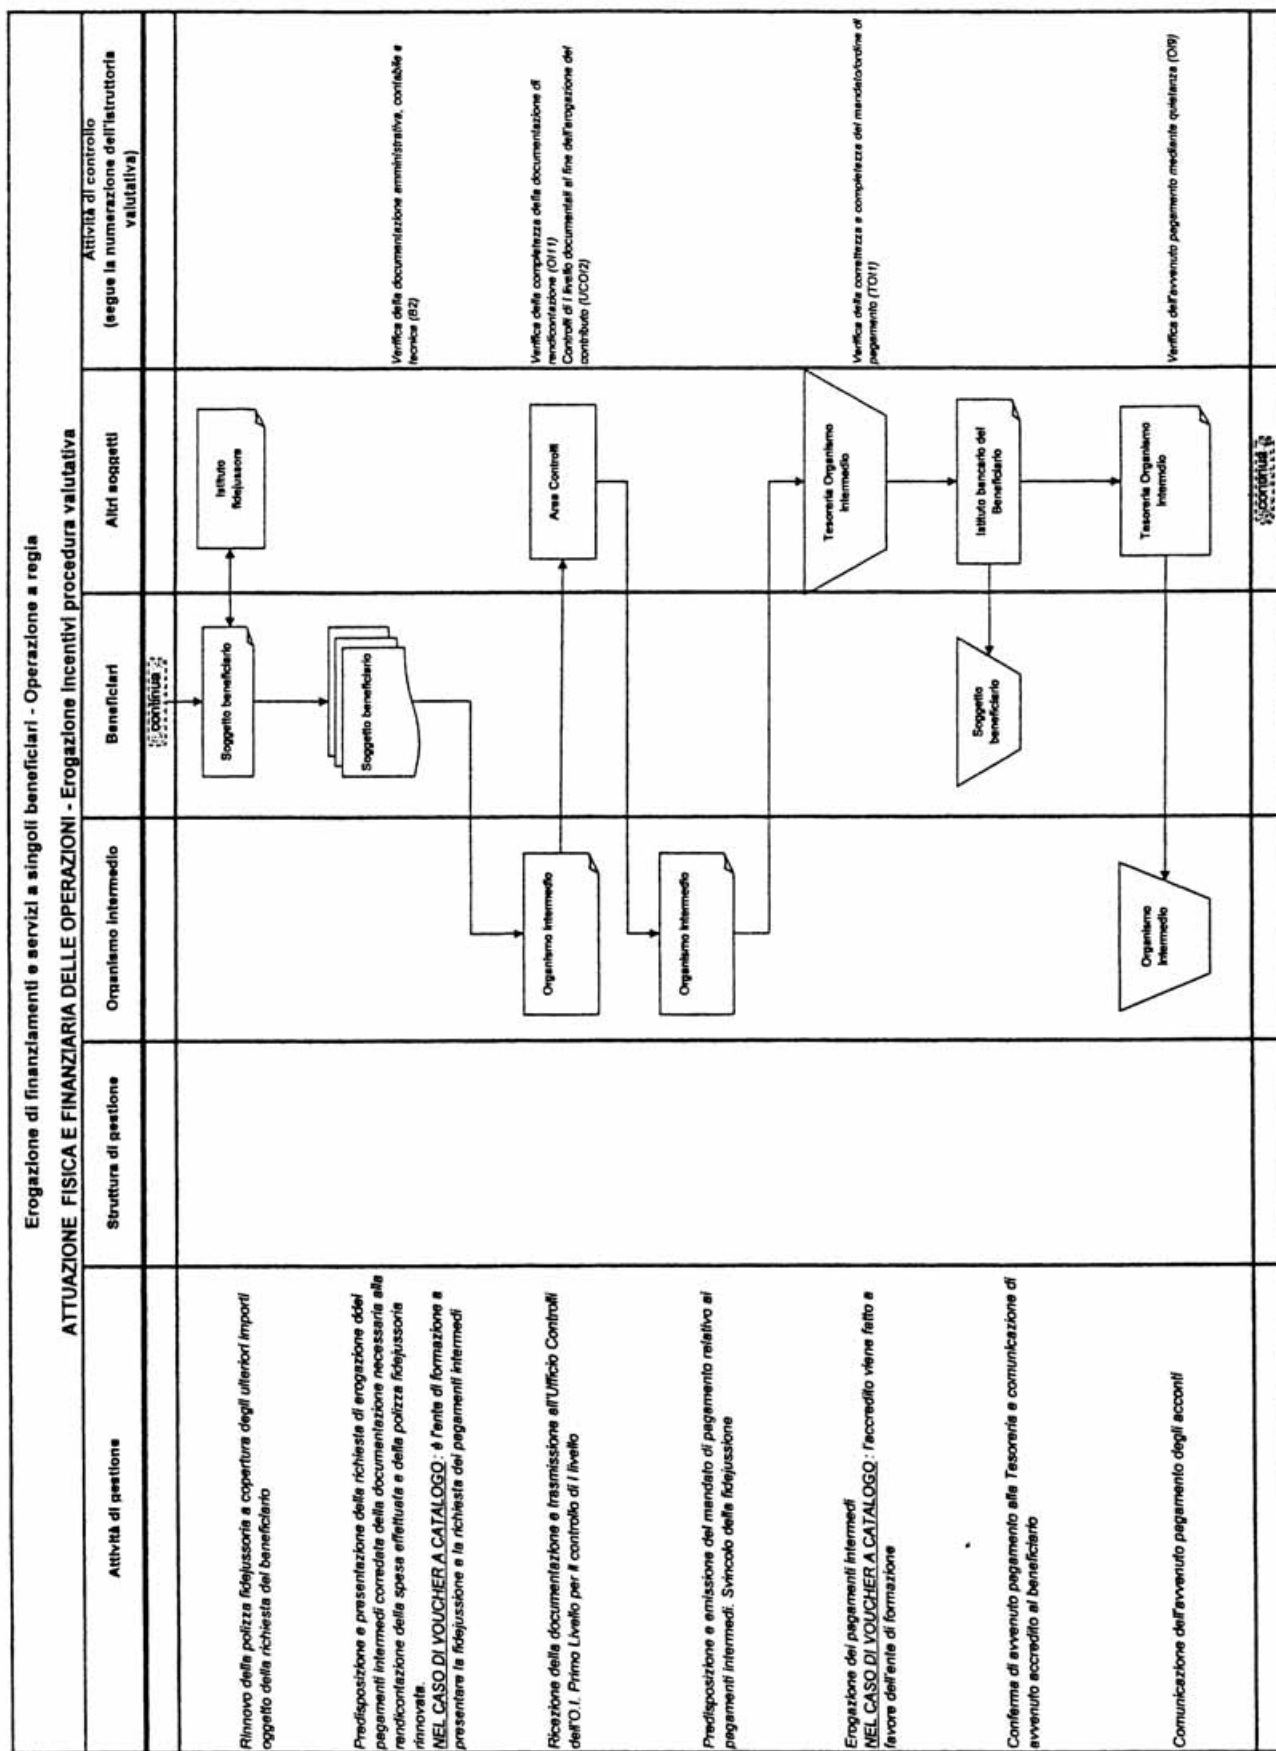 Erogazione di finanziamenti e servizi a singoli beneficiari - Operazione a regia
ATTUAZIONE FISICA E FINANZIARIA DELLE OPERAZIONI - Erogazione Incentivi procedura valutativa
Attività di gestione
Struttura di gestione
Organismo Intermedio
Beneficiari
Altri soggetti
Attività di controllo
(segue la numerazione dell'istruttoria
valutativa)
continua
Rinnovo della polizza fidejussoria a copertura degli ulteriori importi
oggetto della richiesta del beneficiario
Soggetto beneficiario
Istituto
fidejussore
Predisposizione e presentazione della richiesta di erogazione ddei
pagamenti intermedi corredata della documentazione necessaria alla
rendicontazione della spesa effettuata e della polizza fidejussoria
rinnovata.
NEL CASO DI VOUCHER A CATALOGO: è l'ente di formazione a
presentare la fidejussione e la richiesta dei pagamenti intermedi
Soggetto beneficiario
Verifica della documentazione amministrativa, contabile e
tecnica (B2)
Ricezione della documentazione e trasmissione all'Ufficio Controlli
dell'O.I. Primo Livello per il controllo di I livello
Organismo Intermedio
Area Controlli
Verifica della completezza della documentazione di
rendicontazione (OI11)
Controlli di I livello documentali al fine dell'erogazione del
contributo (UCOI2)
Predisposizione e emissione del mandato di pagamento relativo ai
pagamenti intermedi. Svincolo della fidejussione
Organismo Intermedio
Erogazione dei pagamenti intermedi
NEL CASO DI VOUCHER A CATALOGO: l'accredito viene fatto a
favore dell'ente di formazione
Tesoreria Organismo
Intermedio
Verifica della correttezza e completezza del mandato/ordine di
pagamento (TOI1)
Conferma di avvenuto pagamento alla Tesoreria e comunicazione di
avvenuto accredito al beneficiario
Soggetto
beneficiario
Istituto bancario del
Beneficiario
Comunicazione dell'avvenuto pagamento degli acconti
Organismo
Intermedio
Tesoreria Organismo
Intermdio
Verifica dell'avvenuto pagamento mediante quietanza (OI9)
continua